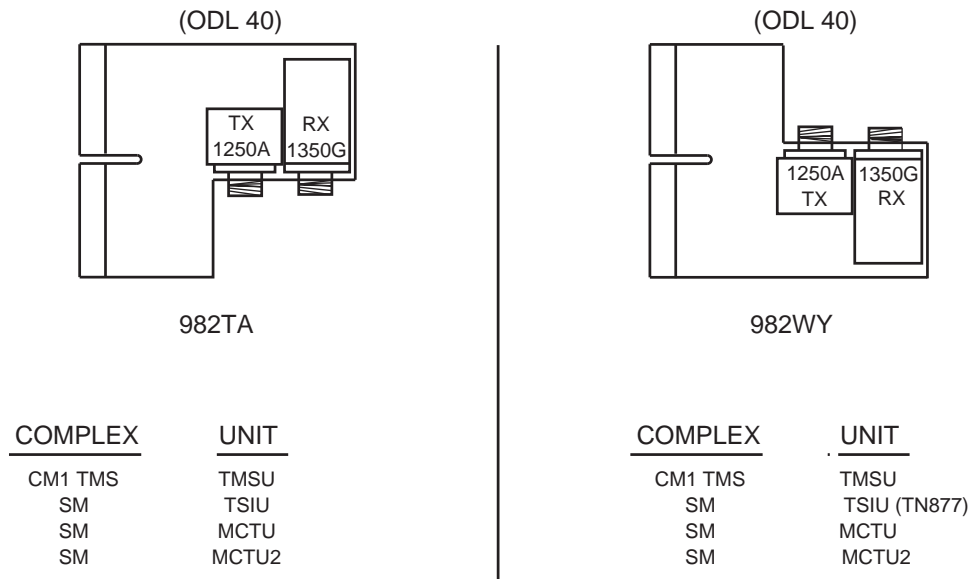 (ODL 40)
TX
1250A
RX
1350G
982TA
COMPLEX UNIT
CM1 TMS TMSU
SM TSIU
SM MCTU
SM MCTU2
(ODL 40)
1250A
TX
1350G
RX
982WY
COMPLEX . UNIT
CM1 TMS TMSU
SM TSIU (TN877)
SM MCTU
SM MCTU2